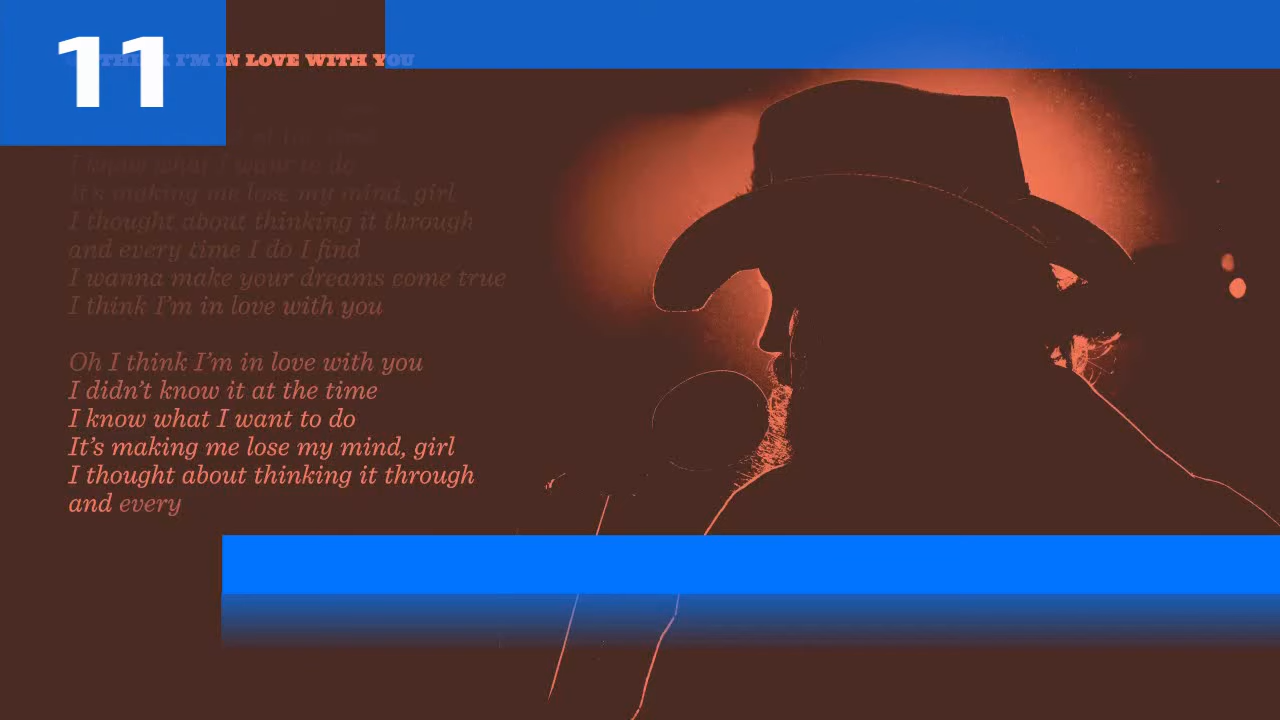 11
THINK I'M IN LOVE WITH YOU
I know what I want to do
It's making me lose my mind, girl
I thought about thinking it through
and every time I do I find
I wanna make your dreams come true
I think I'm in love with you
Oh I think I'm in love with you
I didn't know it at the time
I know what I want to do
It's making me lose my mind, girl
I thought about thinking it through
and every